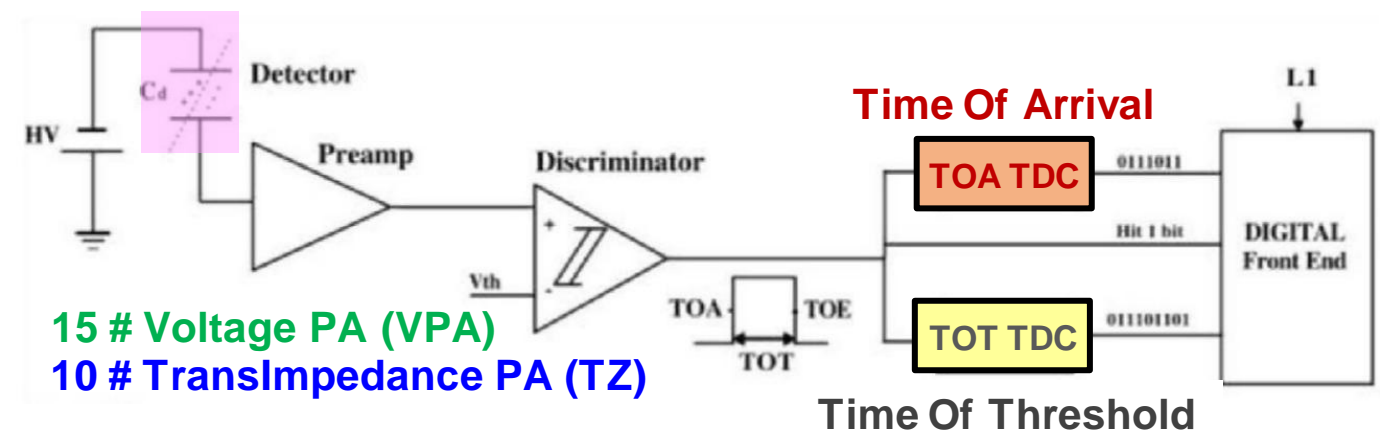 Detector
Cd
HV
Preamp
Discriminator
+
-
Vth
15 # Voltage PA (VPA)
10 # TransImpedance PA (TZ)
TOA
TOE
TOT
Time Of Arrival
TOA TDC
0111011
Hit 1 bit
TOT TDC
011101101
Time Of Threshold
L1
DIGITAL
Front End